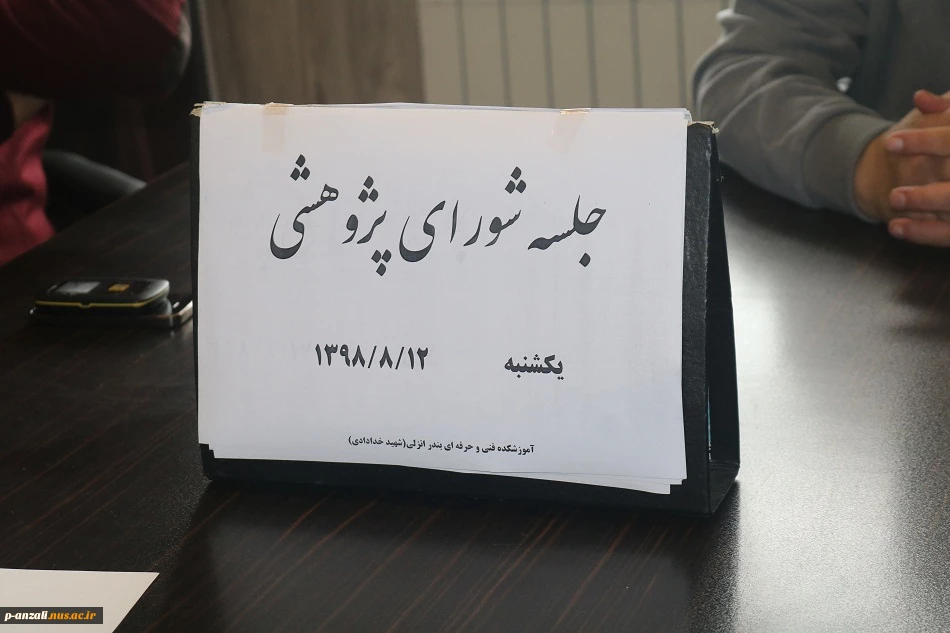 جلسه شورای پژوهشی
یکشنبه ۱۳۹۸/۸/۱۲
آموزشکده فنی و حرفه ای بندر انزلی(شهید خدادادی)
p-anzali.nus.ac.ir